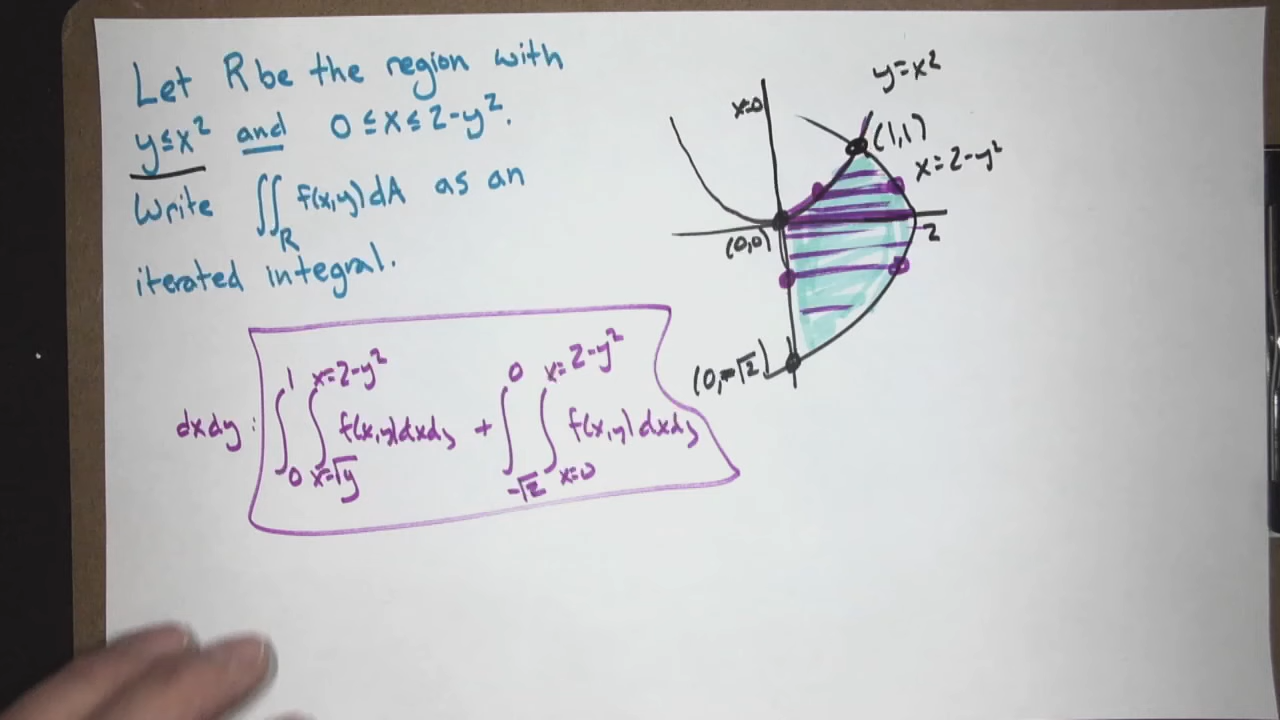 Let R be the region with
y ≤ x² and 0 ≤ x ≤ 2-y².
Write ∬_R f(x,y) dA as an
iterated integral.
y=x²
x=0
(1,1)
x=2-y²
(0,0)
2
(0,-√2)
dxdy: ∫_0^1 ∫_{x=√y}^{x=2-y²} f(x,y) dxdy + ∫_{-√2}^0 ∫_{x=0}^{x=2-y²} f(x,y) dxdy